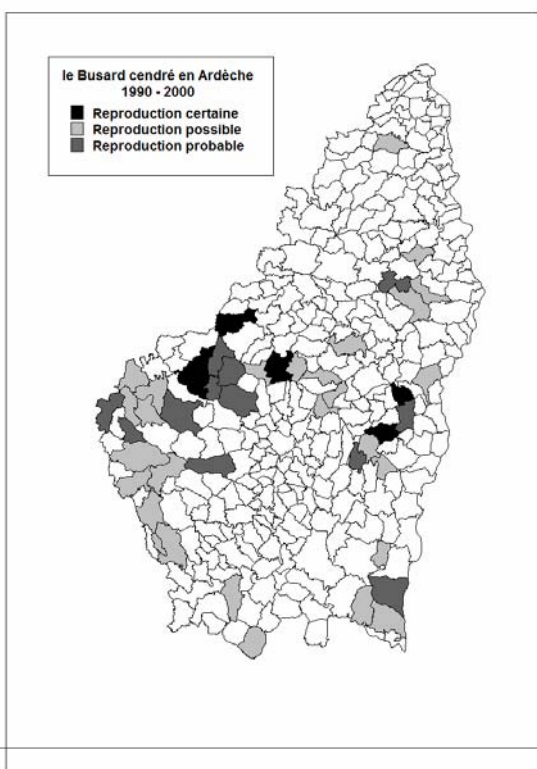 le Busard cendré en Ardèche
1990 - 2000
Reproduction certaine
Reproduction possible
Reproduction probable